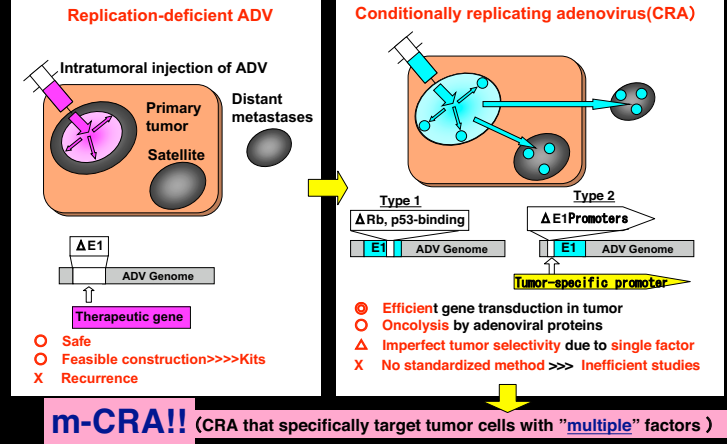 Replication-deficient ADV
Intratumoral injection of ADV
Primary
tumor
Distant
metastases
Satellite
ΔE1
ADV Genome
Therapeutic gene
○ Safe
○ Feasible construction>>>>Kits
X Recurrence
Conditionally replicating adenovirus(CRA)
Type 1
ΔRb, p53-binding
E1 ADV Genome
Type 2
ΔE1Promoters
E1 ADV Genome
Tumor-specific promoter
◎ Efficient gene transduction in tumor
○ Oncolysis by adenoviral proteins
△ Imperfect tumor selectivity due to single factor
X No standardized method >>> Inefficient studies
m-CRA!! (CRA that specifically target tumor cells with ”multiple” factors )